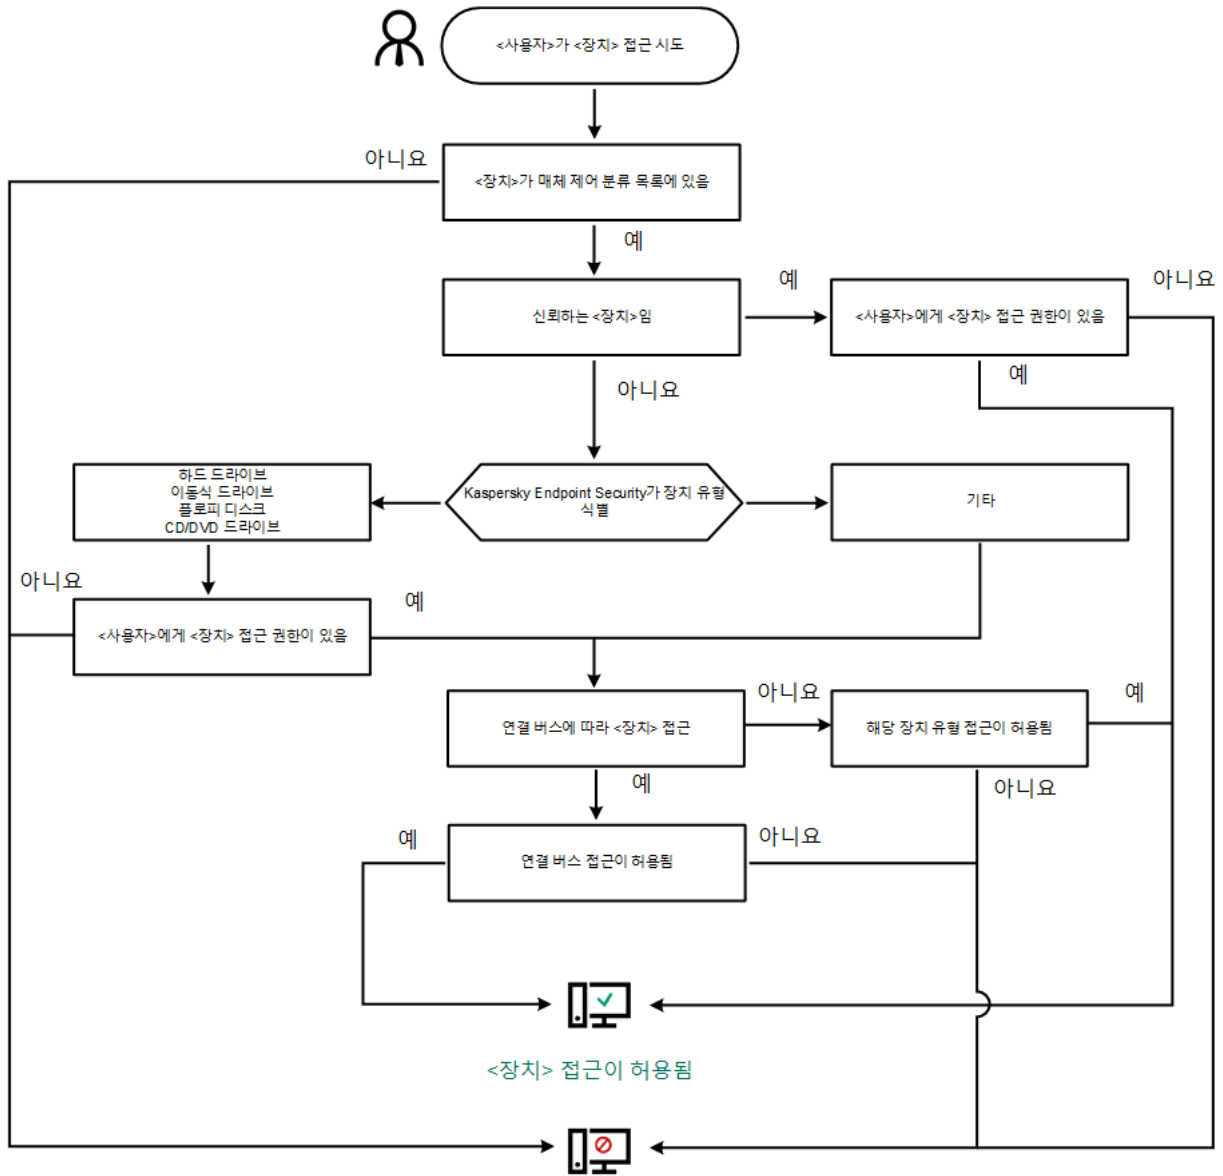 <사용자>가 <장치> 접근 시도
아니요
<장치>가 매체 제어 분류 목록에 있음
예
신뢰하는 <장치>임
예
<사용자>에게 <장치> 접근 권한이 있음
아니요
예
아니요
하드 드라이브
이동식 드라이브
플로피 디스크
CD/DVD 드라이브
Kaspersky Endpoint Security가 장치 유형
식별
기타
아니요
<사용자>에게 <장치> 접근 권한이 있음
예
연결 버스에 따라 <장치> 접근
아니요
해당 장치 유형 접근이 허용됨
예
예
아니요
예
연결 버스 접근이 허용됨
아니요
<장치> 접근이 허용됨